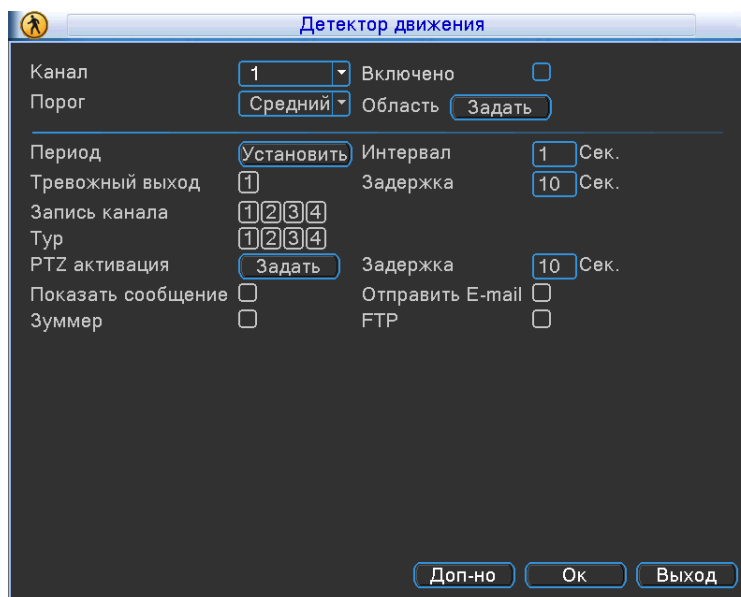 Детектор движения
Канал 1 Включено
Порог Средний Область Задать
Период Установить Интервал 1 Сек.
Тревожный выход 1 Задержка 10 Сек.
Запись канала 1 2 3 4
Тур 1 2 3 4
PTZ активация Задать Задержка 10 Сек.
Показать сообщение Отправить E-mail
Зуммер FTP
Доп-но Ок Выход